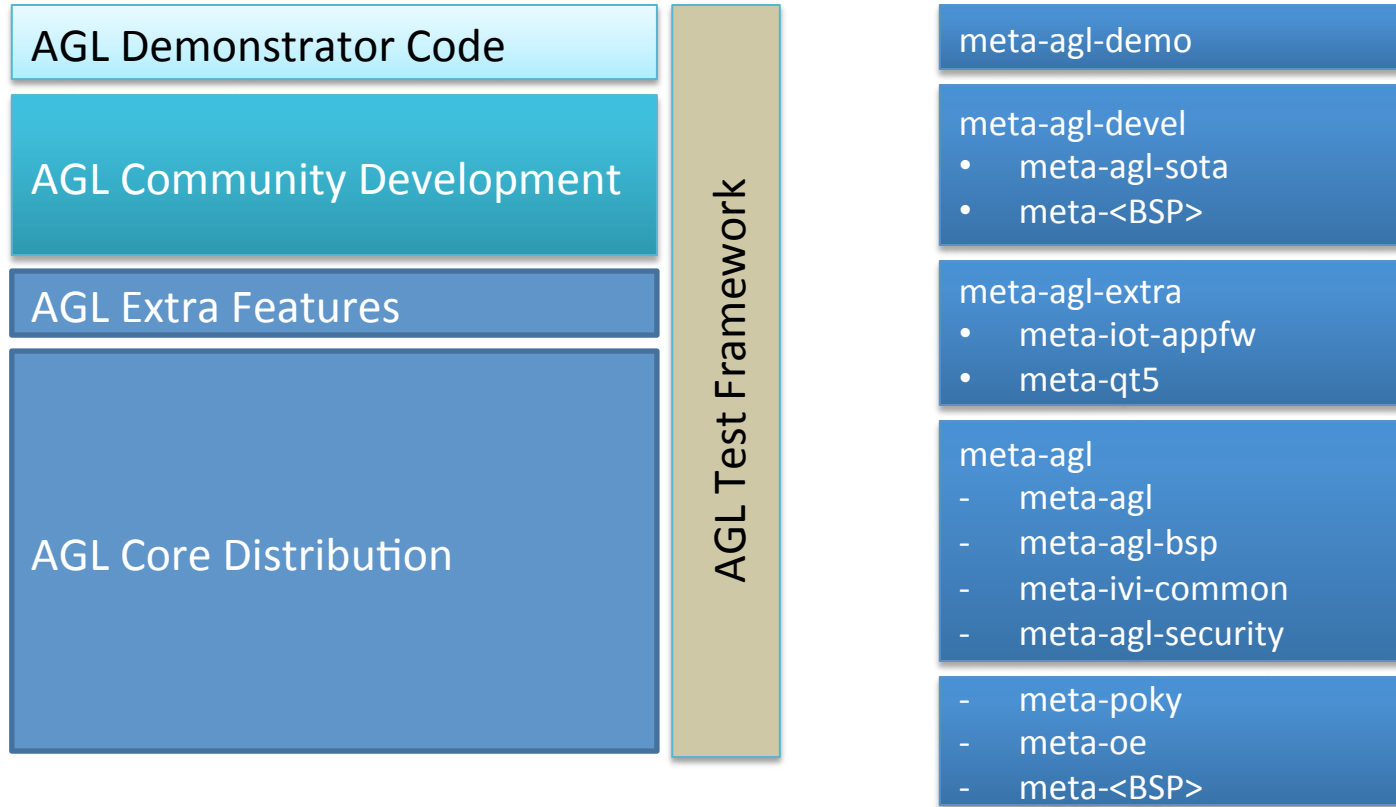 AGL Demonstrator Code
AGL Community Development
AGL Extra Features
AGL Core Distribution
AGL Test Framework
meta-agl-demo
meta-agl-devel
• meta-agl-sota
• meta-<BSP>
meta-agl-extra
• meta-iot-appfw
• meta-qt5
meta-agl
- meta-agl
- meta-agl-bsp
- meta-ivi-common
- meta-agl-security
- meta-poky
- meta-oe
- meta-<BSP>